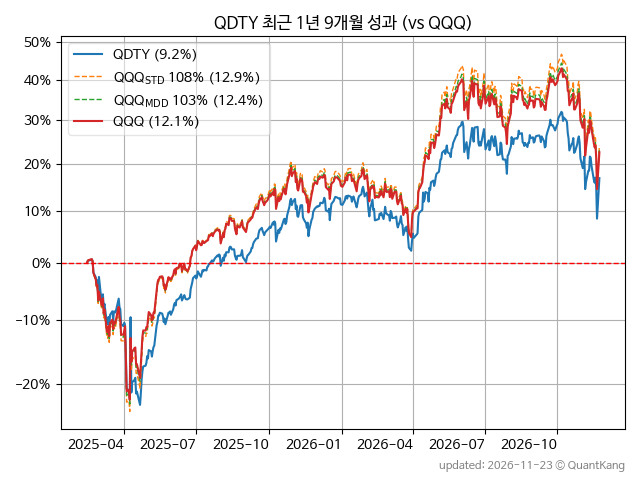 QDTY 최근 1년 9개월 성과 (vs QQQ)
50%
40%
30%
20%
10%
0%
−10%
−20%
QDTY (9.2%)
QQQSTD 108% (12.9%)
QQQMDD 103% (12.4%)
QQQ (12.1%)
2025−04
2025−07
2025−10
2026−01
2026−04
2026−07
2026−10
updated: 2026-11-23 © QuantKang